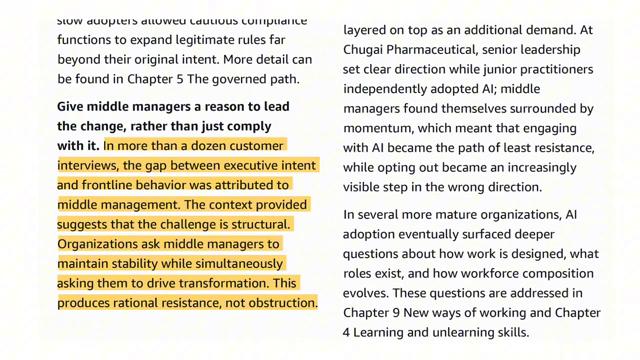 slow adopters allowed cautious compliance
functions to expand legitimate rules far
beyond their original intent. More detail can
be found in Chapter 5 The governed path.
Give middle managers a reason to lead
the change, rather than just comply
with it. In more than a dozen customer
interviews, the gap between executive intent
and frontline behavior was attributed to
middle management. The context provided
suggests that the challenge is structural.
Organizations ask middle managers to
maintain stability while simultaneously
asking them to drive transformation. This
produces rational resistance, not obstruction.
layered on top as an additional demand. At
Chugai Pharmaceutical, senior leadership
set clear direction while junior practitioners
independently adopted AI; middle
managers found themselves surrounded by
momentum, which meant that engaging
with AI became the path of least resistance,
while opting out became an increasingly
visible step in the wrong direction.
In several more mature organizations, AI
adoption eventually surfaced deeper
questions about how work is designed, what
roles exist, and how workforce composition
evolves. These questions are addressed in
Chapter 9 New ways of working and Chapter
4 Learning and unlearning skills.